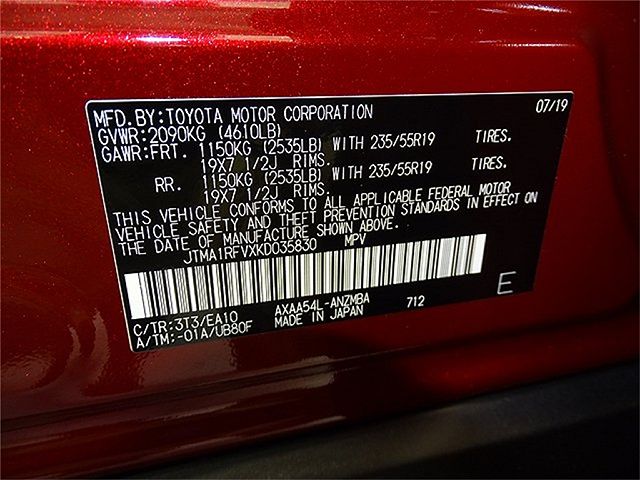 MFD.BY:TOYOTA MOTOR CORPORATION 07/19
GVWR:2090KG (4610LB)
GAWR:FRT. 1150KG (2535LB) WITH 235/55R19 TIRES.
19X7 1/2J RIMS.
RR. 1150KG (2535LB) WITH 235/55R19 TIRES.
19X7 1/2J RIMS.
THIS VEHICLE CONFORMS TO ALL APPLICABLE FEDERAL MOTOR
VEHICLE SAFETY AND THEFT PREVENTION STANDARDS IN EFFECT ON
THE DATE OF MANUFACTURE SHOWN ABOVE.
JTMA1RFVXKD035830 MPV
E
C/TR:3T3/EA10 AXAA54L-ANZMBA 712
A/TM:-01A/UB80F MADE IN JAPAN